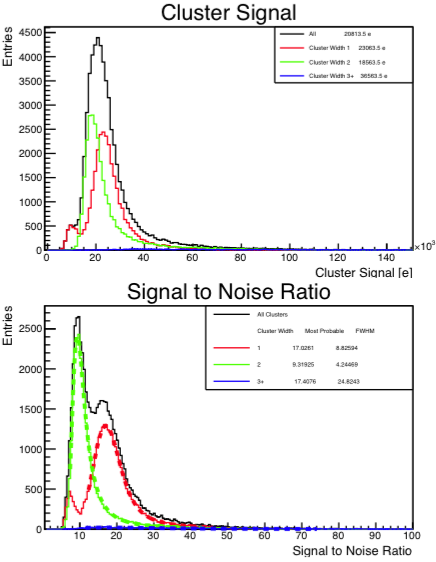 Cluster Signal
Entries
4500
4000
3500
3000
2500
2000
1500
1000
500
0
All 20813.5 e
Cluster Width 1 23063.5 e
Cluster Width 2 18563.5 e
Cluster Width 3+ 36563.5 e
0 20 40 60 80 100 120 140 ×10³
Cluster Signal [e]
Signal to Noise Ratio
Entries
2500
2000
1500
1000
500
0
All Clusters
Cluster Width Most Probable FWHM
1 17.0261 8.82594
2 9.31925 4.24469
3+ 17.4076 24.8243
10 20 30 40 50 60 70 80 90 100
Signal to Noise Ratio